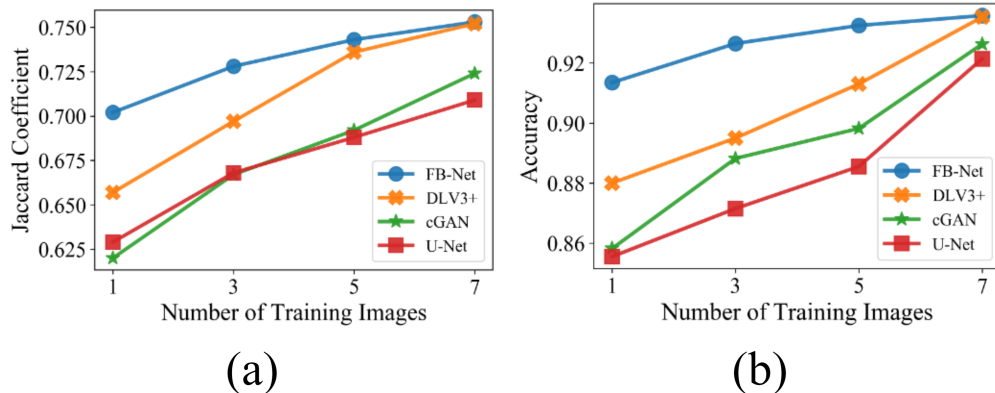 Jaccard Coefficient
0.750
0.725
0.700
0.675
0.650
0.625
FB-Net
DLV3+
cGAN
U-Net
1 3 5 7
Number of Training Images
(a)
Accuracy
0.92
0.90
0.88
0.86
FB-Net
DLV3+
cGAN
U-Net
1 3 5 7
Number of Training Images
(b)